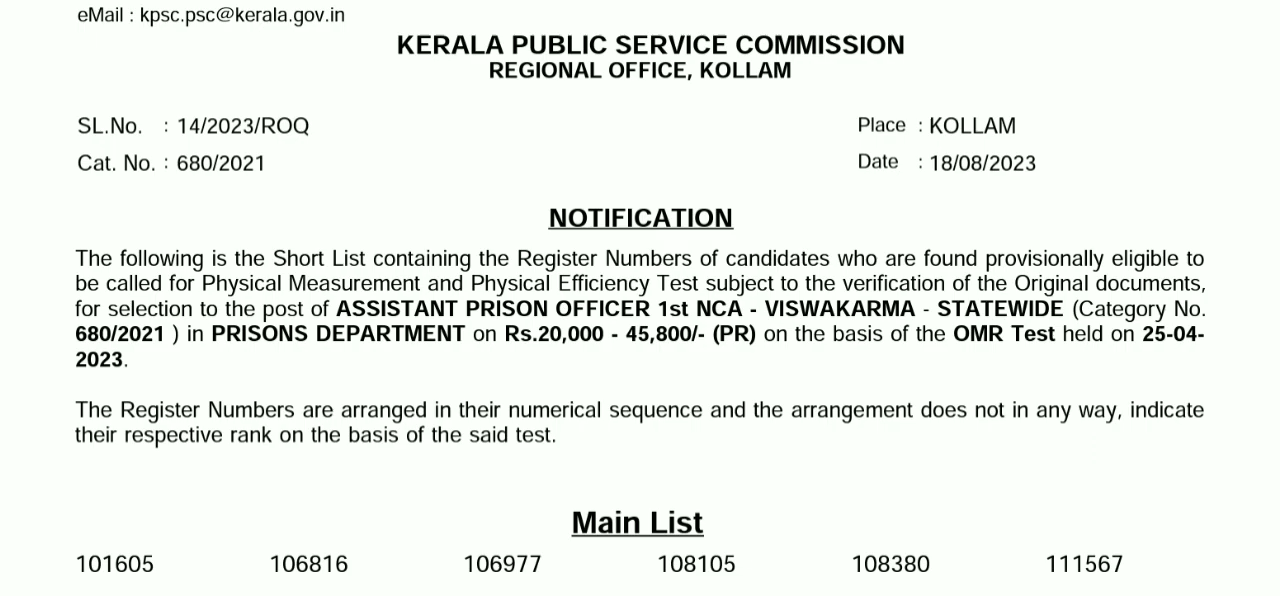 eMail : kpsc.psc@kerala.gov.in
KERALA PUBLIC SERVICE COMMISSION
REGIONAL OFFICE, KOLLAM
SL.No. : 14/2023/ROQ Place : KOLLAM
Cat. No. : 680/2021 Date : 18/08/2023
NOTIFICATION
The following is the Short List containing the Register Numbers of candidates who are found provisionally eligible to
be called for Physical Measurement and Physical Efficiency Test subject to the verification of the Original documents,
for selection to the post of ASSISTANT PRISON OFFICER 1st NCA - VISWAKARMA - STATEWIDE (Category No.
680/2021 ) in PRISONS DEPARTMENT on Rs.20,000 - 45,800/- (PR) on the basis of the OMR Test held on 25-04-
2023.
The Register Numbers are arranged in their numerical sequence and the arrangement does not in any way, indicate
their respective rank on the basis of the said test.
Main List
101605 106816 106977 108105 108380 111567